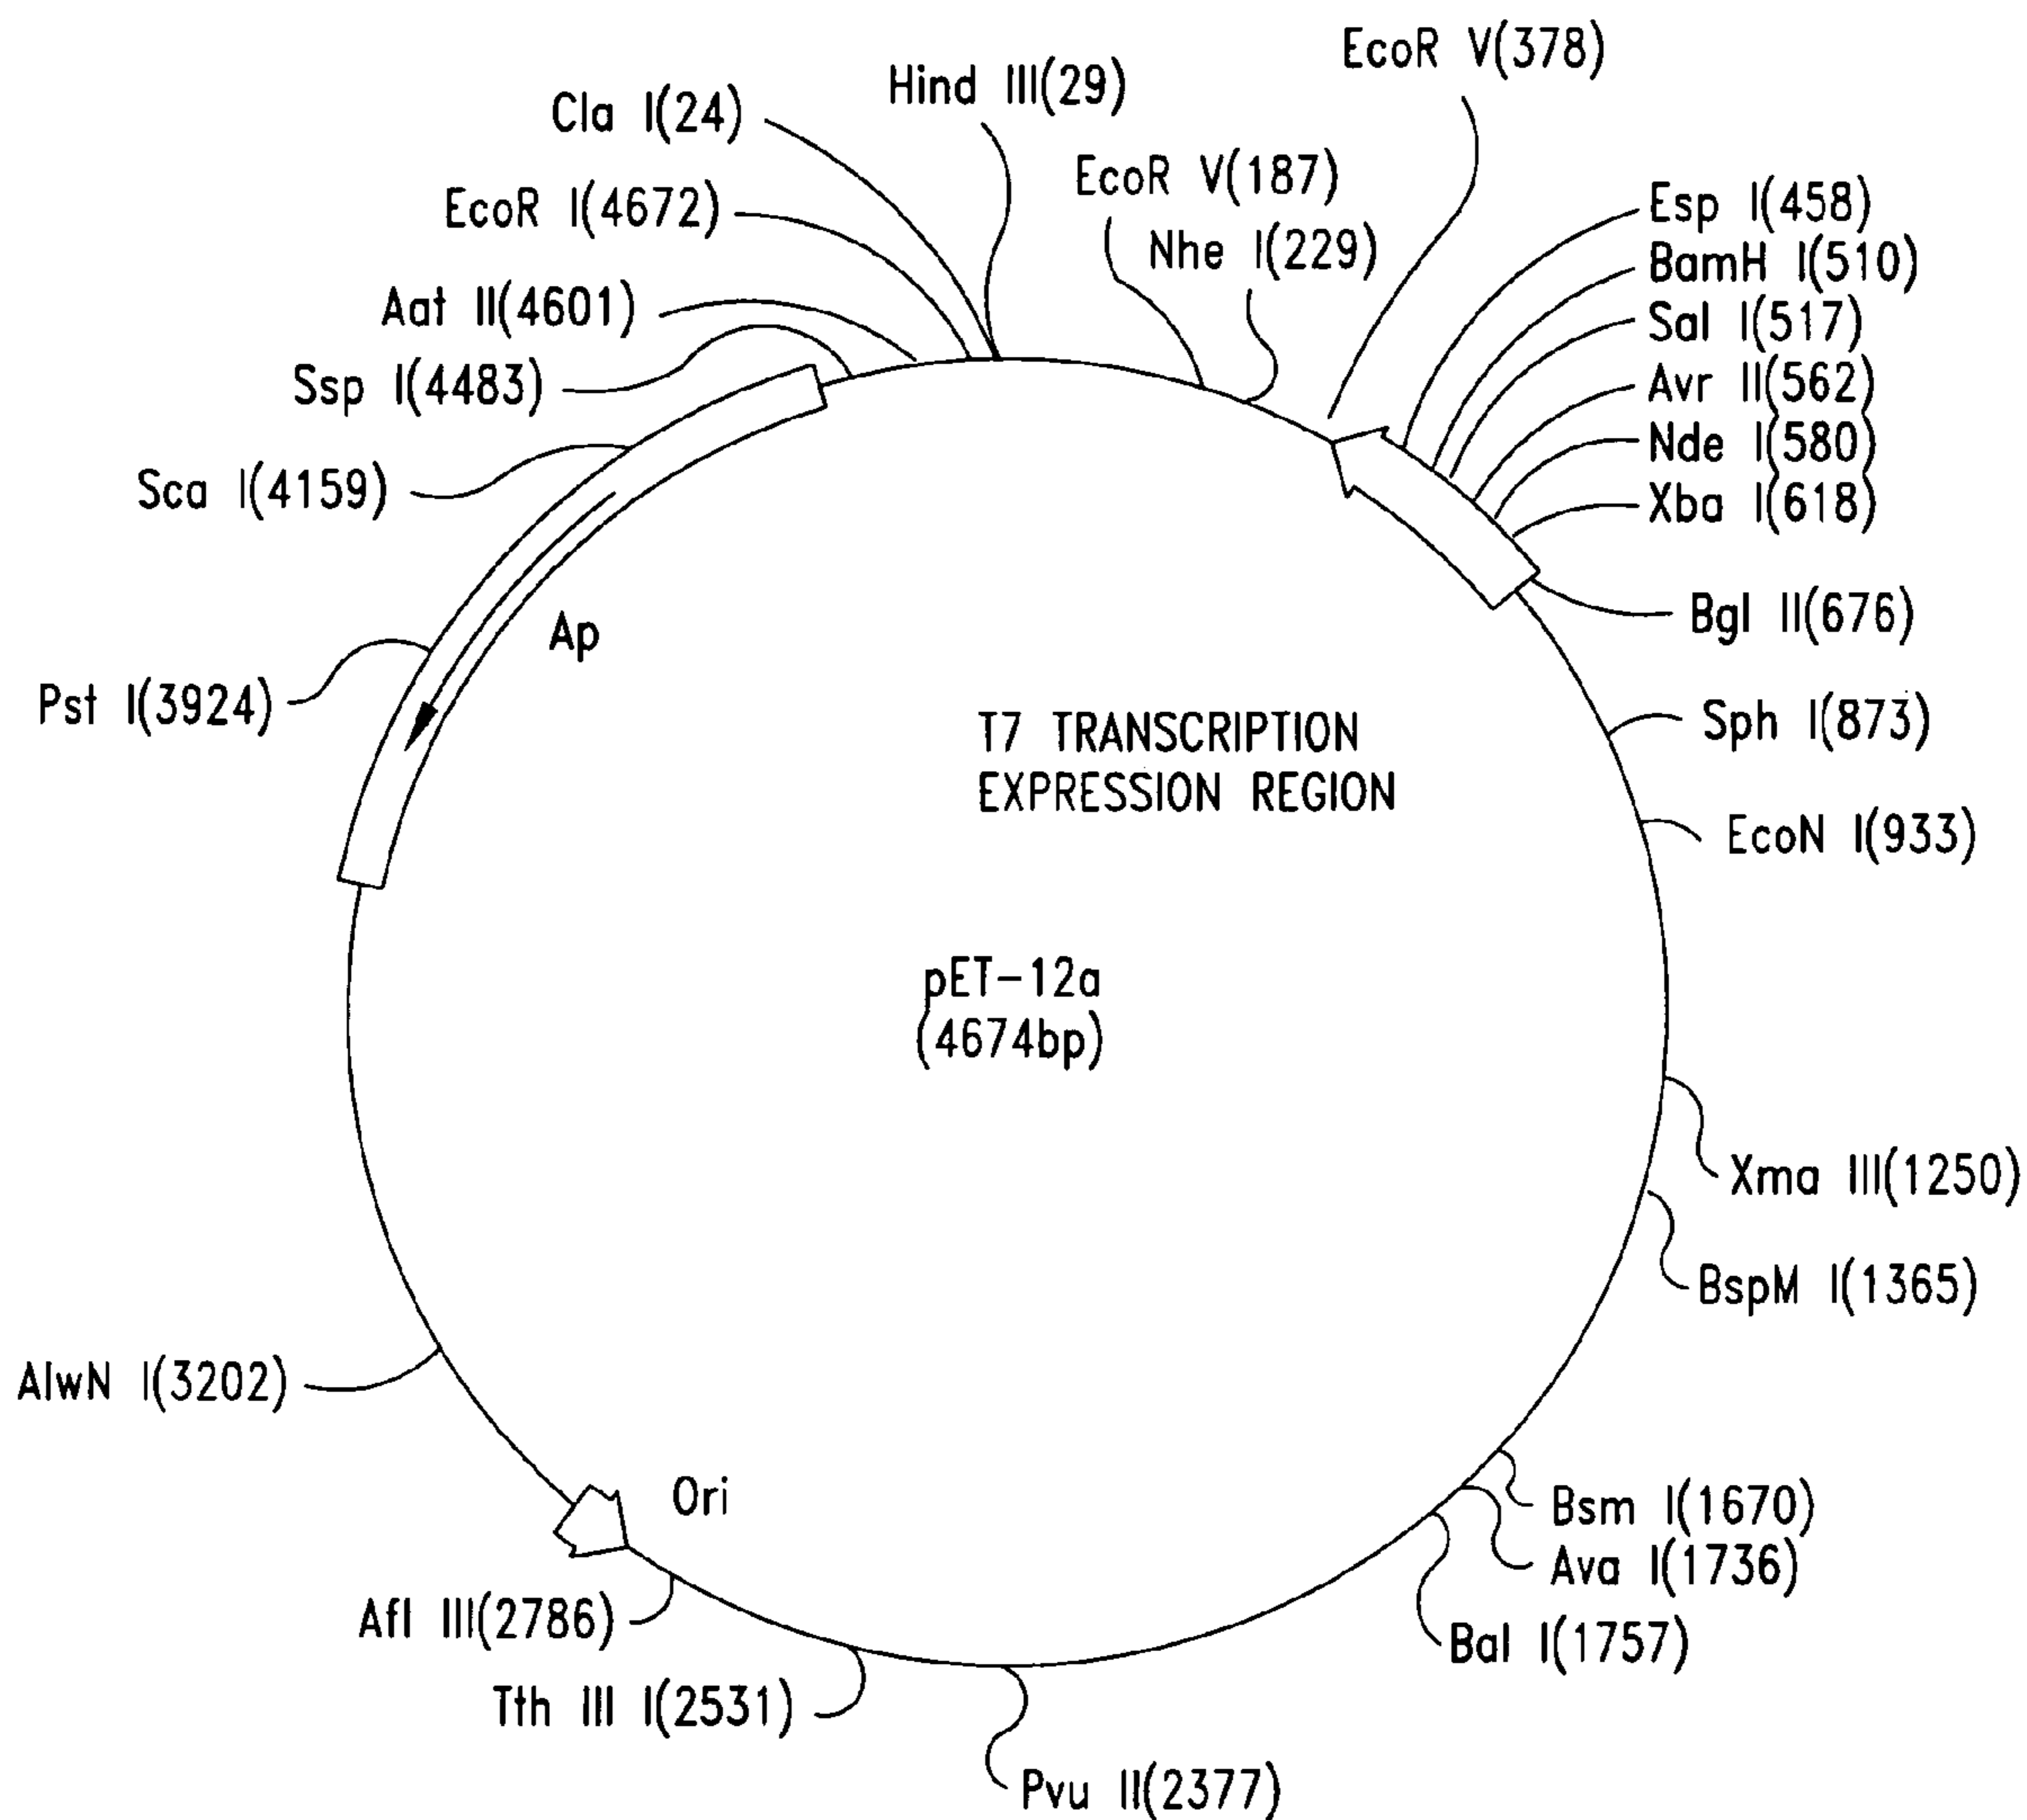 EcoR V(378)
Hind III(29)
Cla I(24)
EcoR V(187)
EcoR I(4672)
Nhe I(229)
Esp I(458)
BamH I(510)
Sal I(517)
Avr II(562)
Nde I(580)
Xba I(618)
Aat II(4601)
Ssp I(4483)
Sca I(4159)
Bgl II(676)
Ap
Pst I(3924)
Sph I(873)
T7 TRANSCRIPTION
EXPRESSION REGION
EcoN I(933)
pET-12a
(4674bp)
Xma III(1250)
BspM I(1365)
AlwN I(3202)
Ori
Bsm I(1670)
Ava I(1736)
Bal I(1757)
Afl III(2786)
Tth III I(2531)
Pvu II(2377)